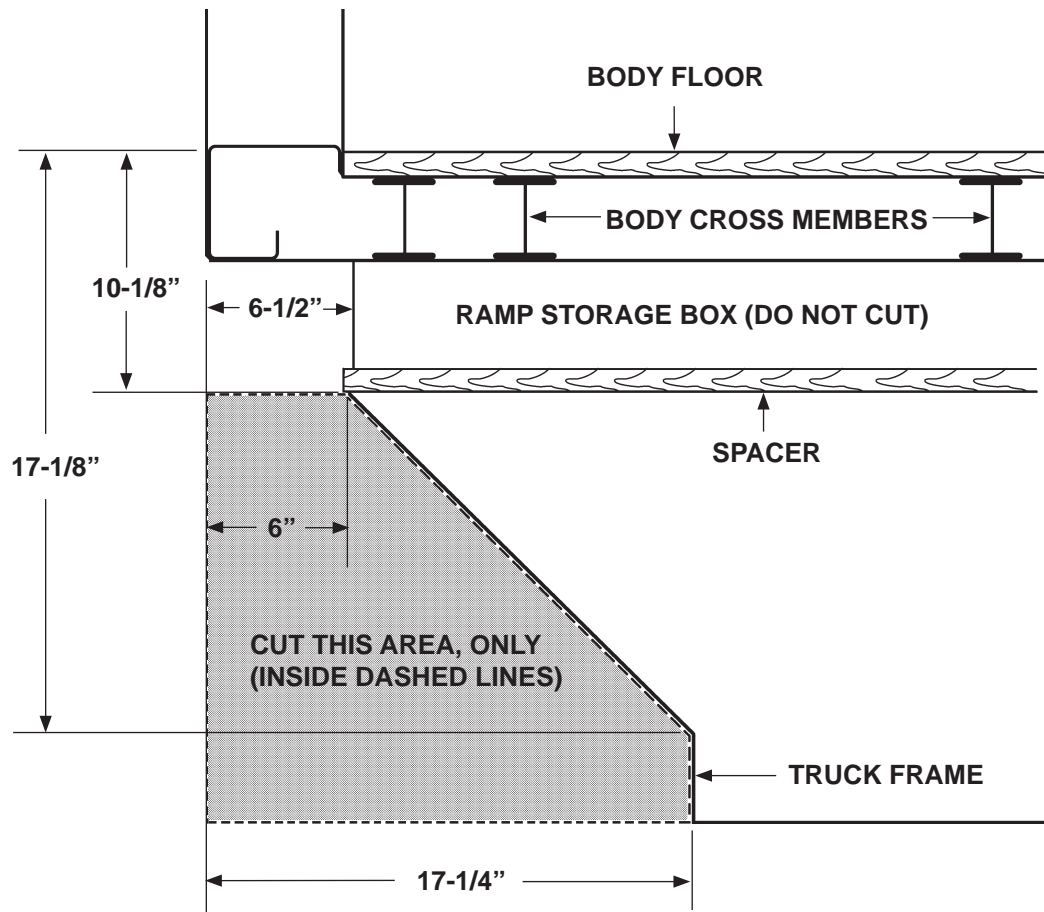 BODY FLOOR
BODY CROSS MEMBERS
10-1/8”
6-1/2”
RAMP STORAGE BOX (DO NOT CUT)
17-1/8”
SPACER
6”
CUT THIS AREA, ONLY
(INSIDE DASHED LINES)
TRUCK FRAME
17-1/4”